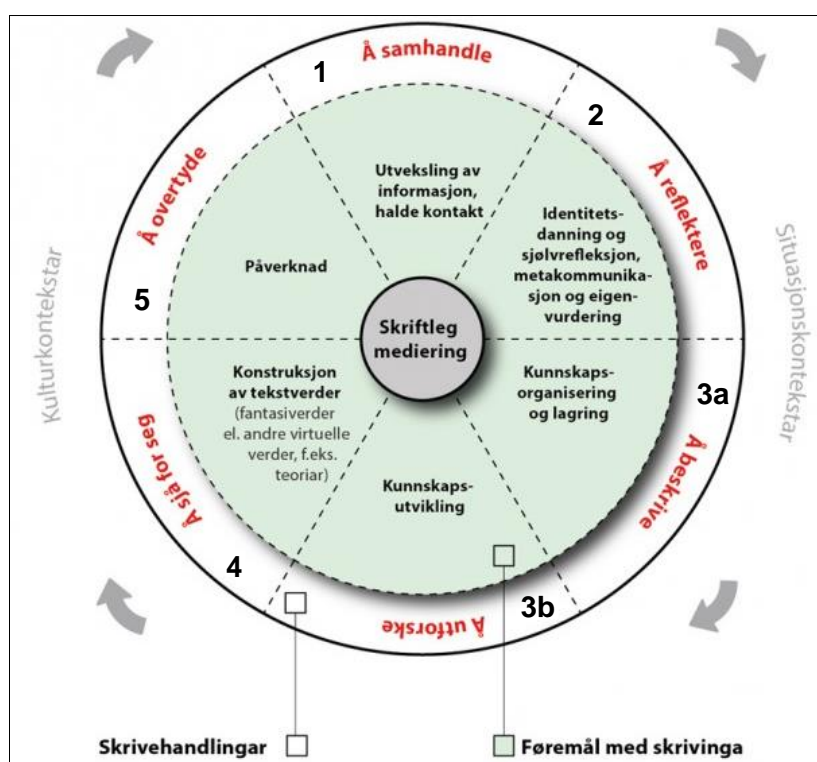 1
Å samhandle
2
Å reflektere
3a
Å beskrive
3b
Å utforske
4
Å sjå for seg
5
Å overtyde
Utveksling av
informasjon,
halde kontakt
Identitets-
danning og
sjølvrefleksjon,
metakommunika-
sjon og eigen-
vurdering
Kunnskaps-
organisering
og lagring
Kunnskaps-
utvikling
Konstruksjon
av tekstverder
(fantasiverder
el. andre virtuelle
verder, f.eks.
teoriar)
Påverknad
Skriftleg
mediering
Kulturkontekstar
Situasjonskontekstar
Skrivehandlingar
Føremål med skrivinga